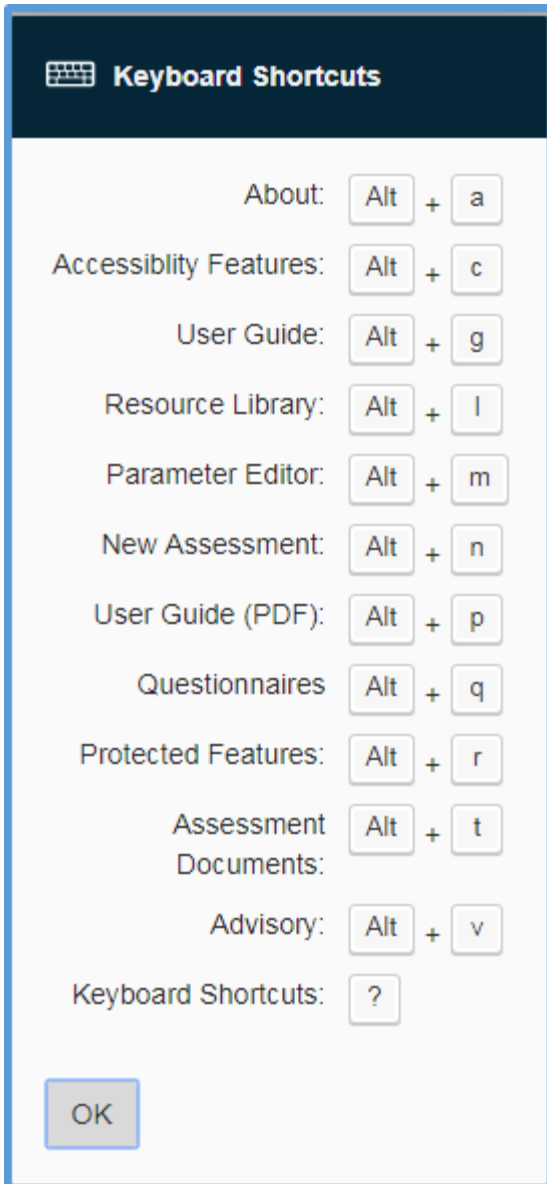 Keyboard Shortcuts
About: Alt + a
Accessiblity Features: Alt + c
User Guide: Alt + g
Resource Library: Alt + l
Parameter Editor: Alt + m
New Assessment: Alt + n
User Guide (PDF): Alt + p
Questionnaires Alt + q
Protected Features: Alt + r
Assessment Alt + t
Documents:
Advisory: Alt + v
Keyboard Shortcuts: ?
OK